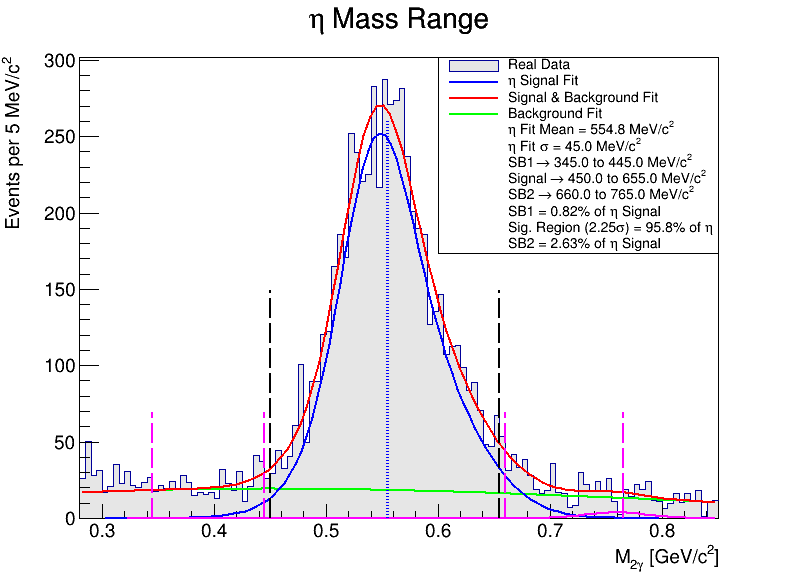 η Mass Range
Events per 5 MeV/c²
300
250
200
150
100
50
0
Real Data
η Signal Fit
Signal & Background Fit
Background Fit
η Fit Mean = 554.8 MeV/c²
η Fit σ = 45.0 MeV/c²
SB1 → 345.0 to 445.0 MeV/c²
Signal → 450.0 to 655.0 MeV/c²
SB2 → 660.0 to 765.0 MeV/c²
SB1 = 0.82% of η Signal
Sig. Region (2.25σ) = 95.8% of η
SB2 = 2.63% of η Signal
0.3 0.4 0.5 0.6 0.7 0.8
M₂γ [GeV/c²]